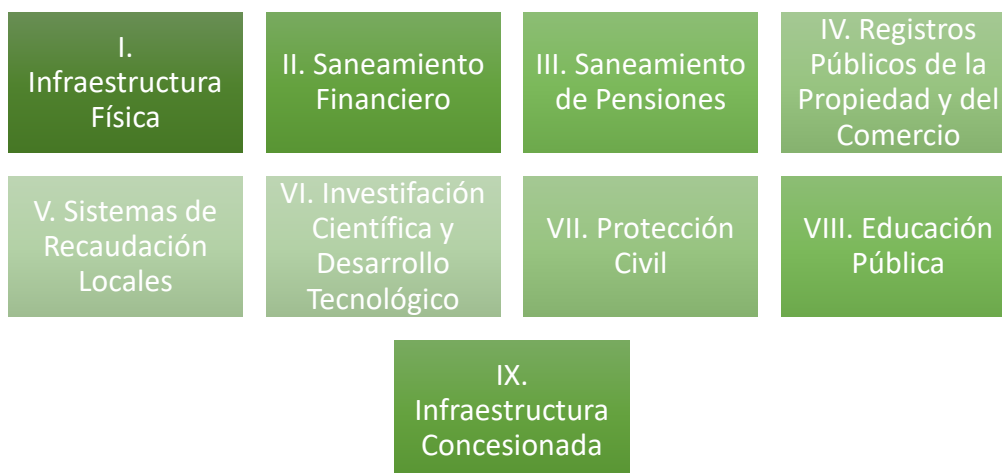 I.
Infraestructura
Física
II. Saneamiento
Financiero
III. Saneamiento
de Pensiones
IV. Registros
Públicos de la
Propiedad y del
Comercio
V. Sistemas de
Recaudación
Locales
VI. Investifación
Científica y
Desarrollo
Tecnológico
VII. Protección
Civil
VIII. Educación
Pública
IX.
Infraestructura
Concesionada